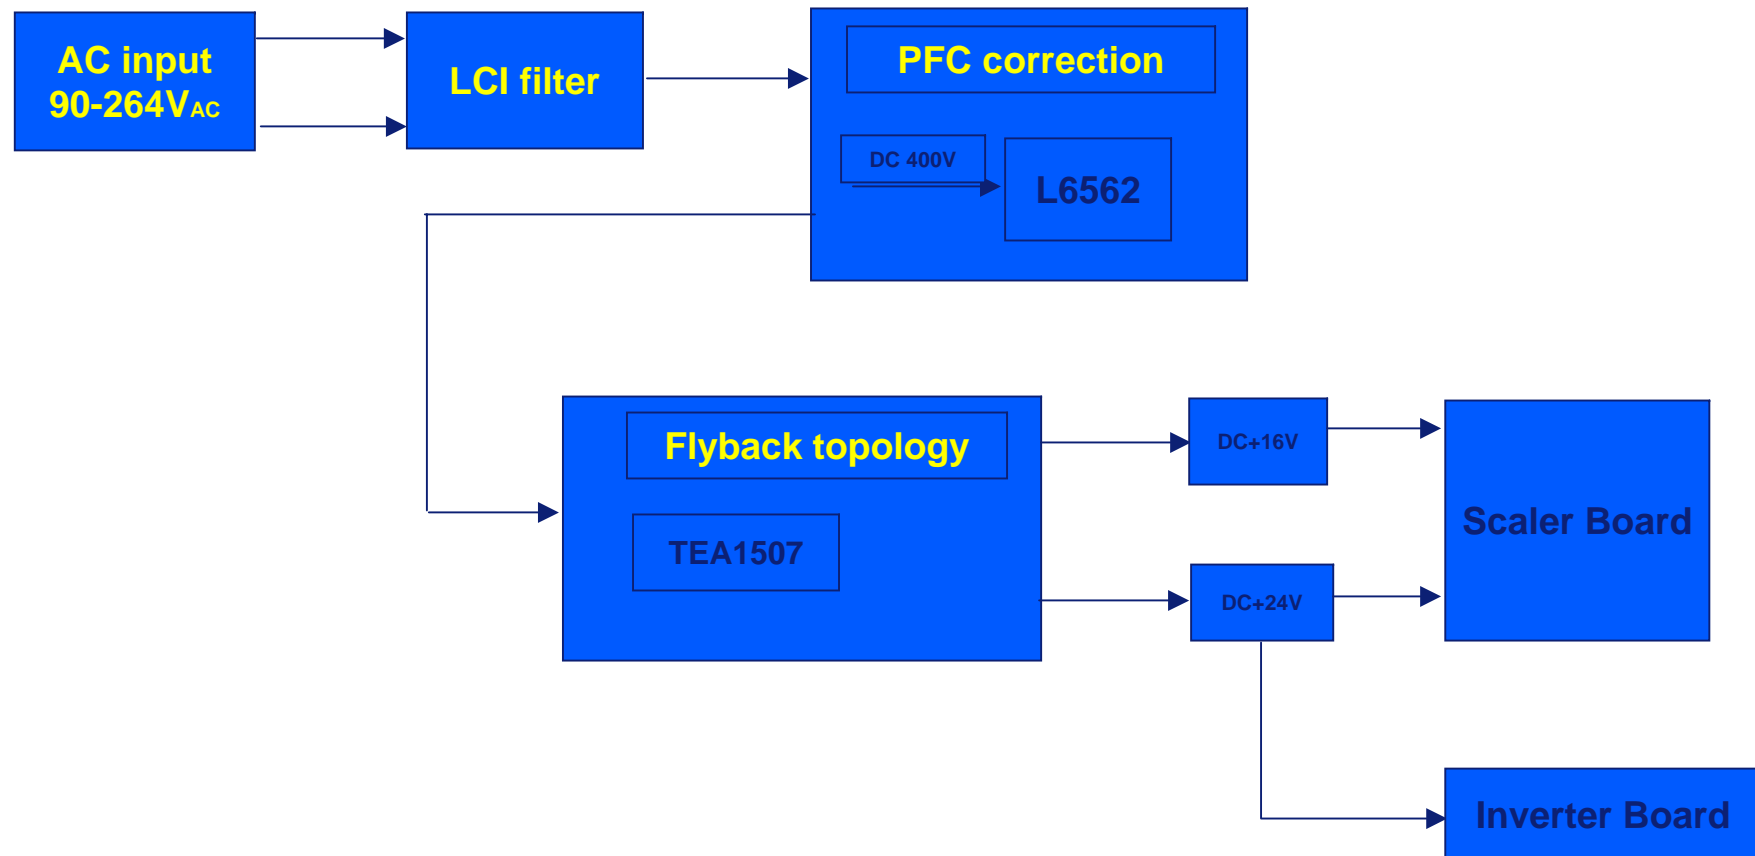 AC input
90-264VAC
LCI filter
PFC correction
DC 400V
L6562
Flyback topology
TEA1507
DC+16V
DC+24V
Scaler Board
Inverter Board